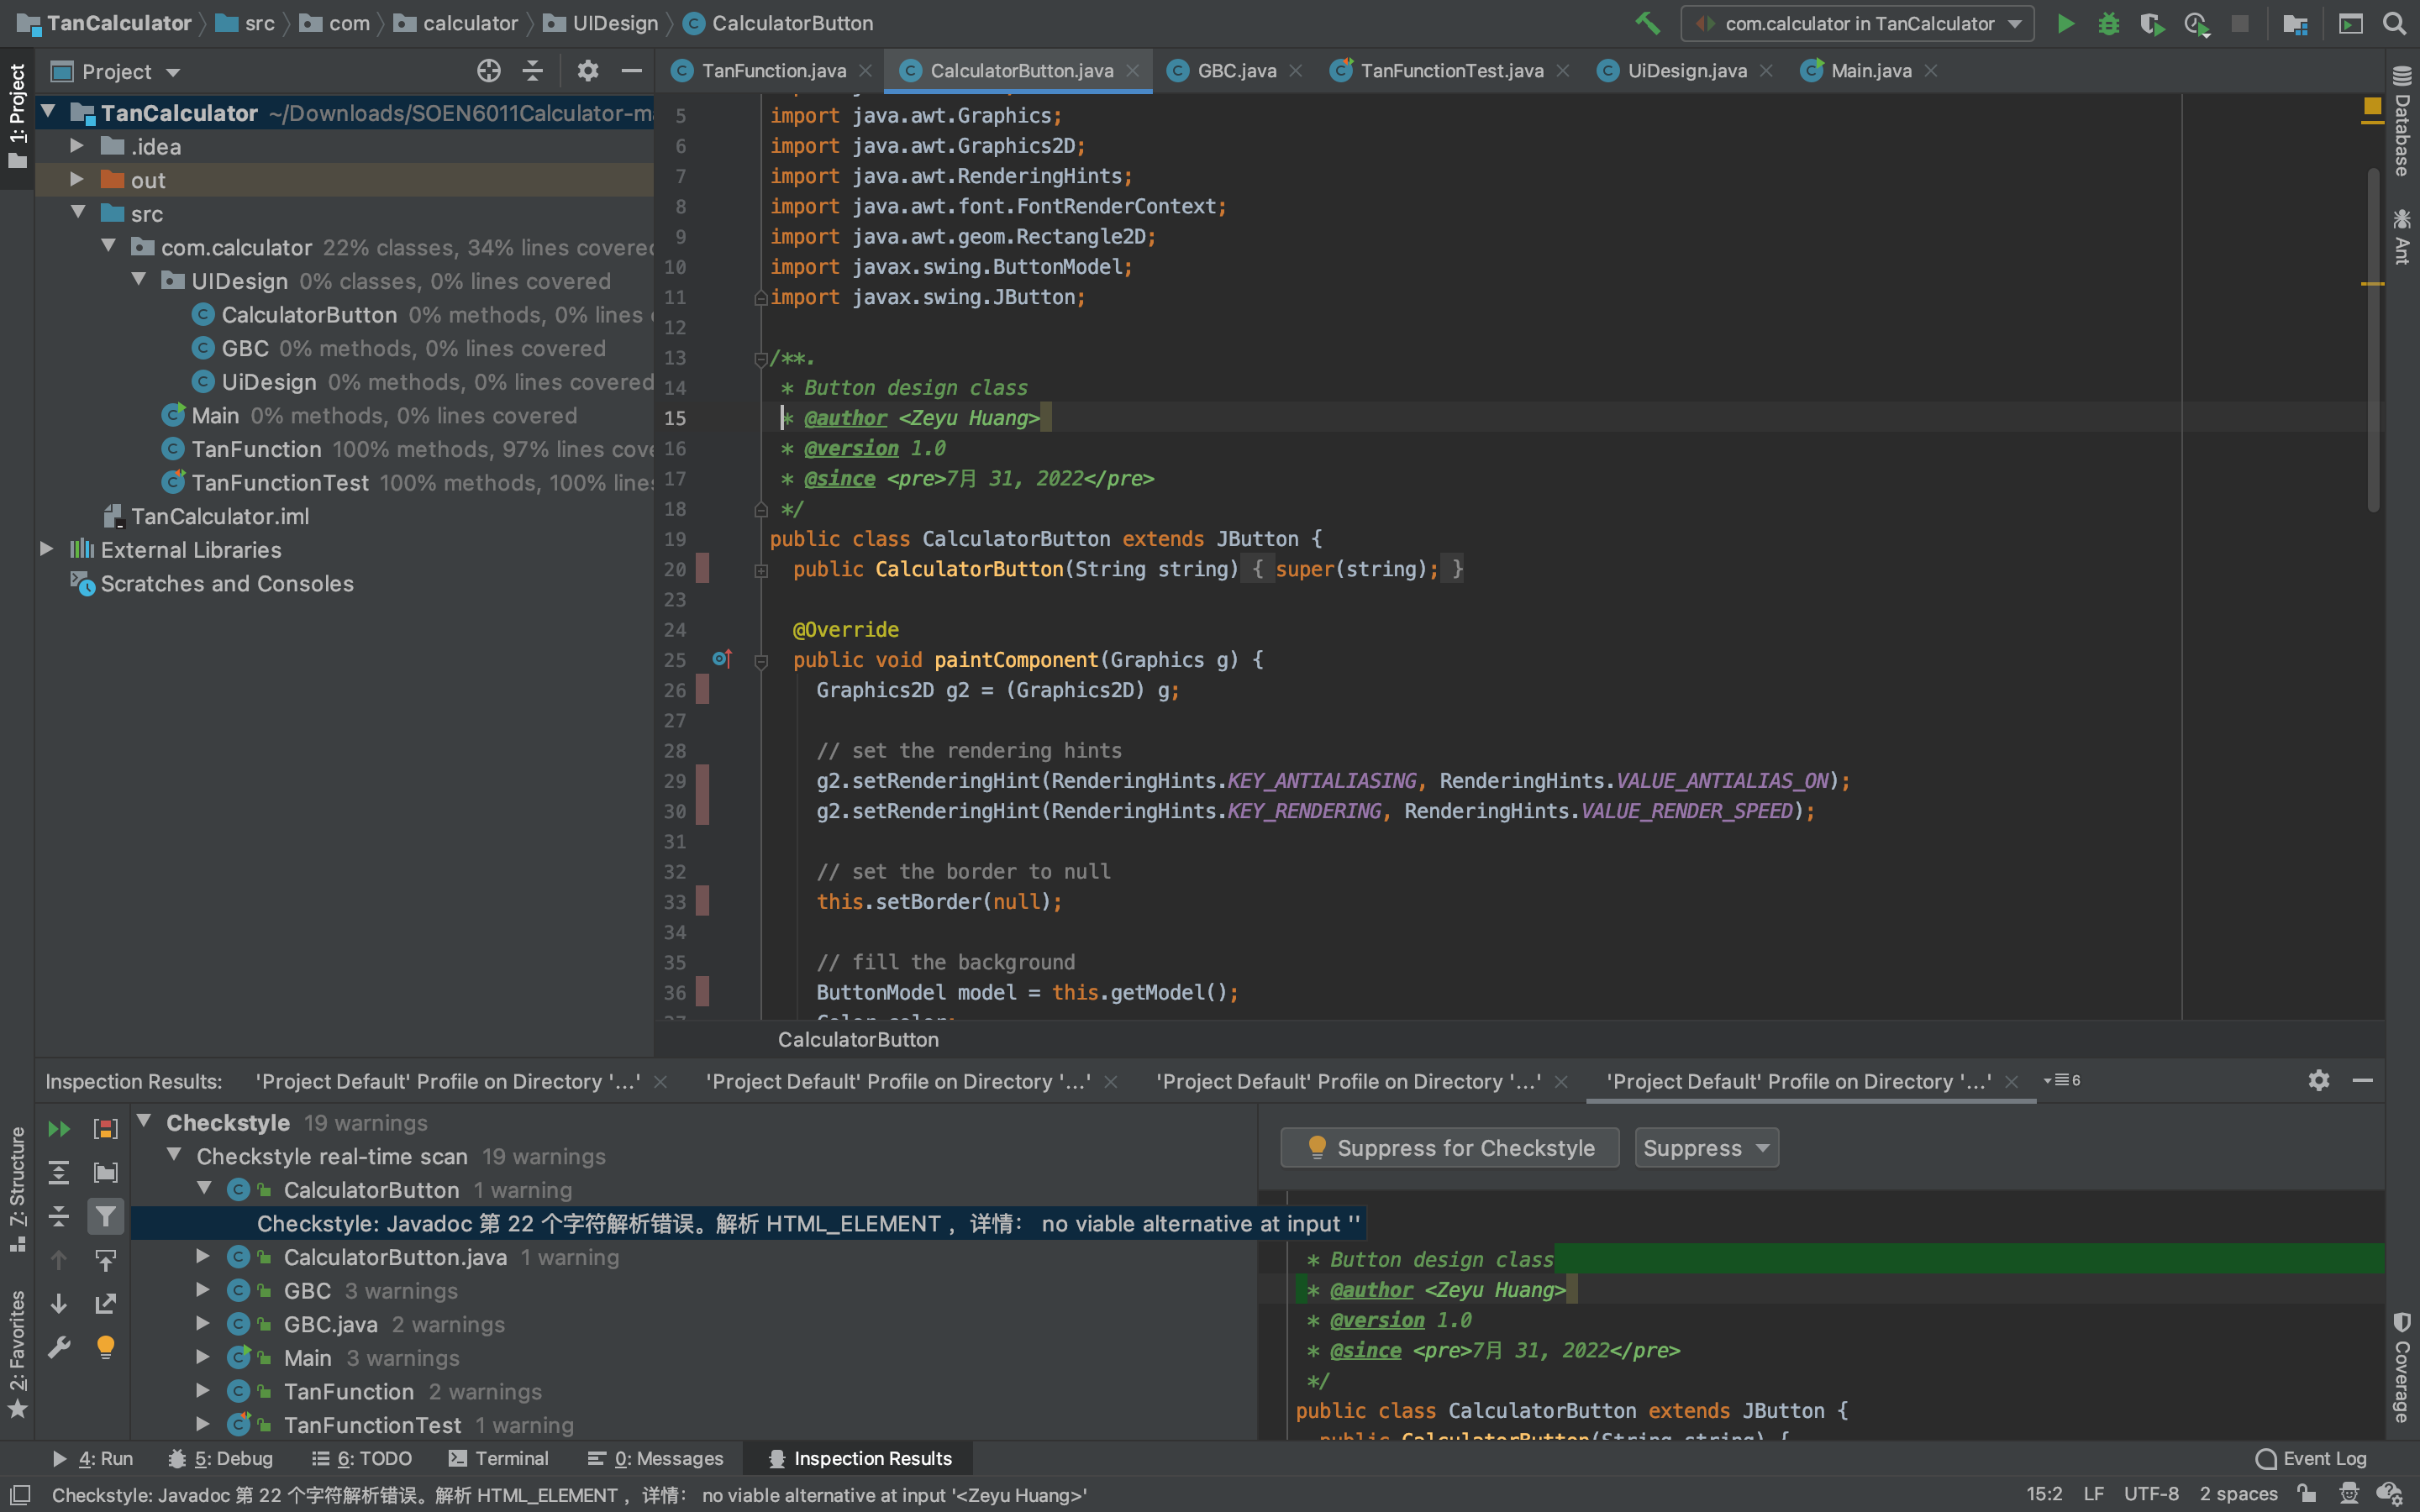 TanCalculator src com calculator UIDesign CalculatorButton
com.calculator in TanCalculator
Project
TanFunction.java CalculatorButton.java GBC.java TanFunctionTest.java UiDesign.java Main.java
1: Project
TanCalculator ~/Downloads/SOEN6011Calculator-ma
.idea
out
src
com.calculator 22% classes, 34% lines covered
UIDesign 0% classes, 0% lines covered
CalculatorButton 0% methods, 0% lines
GBC 0% methods, 0% lines covered
UiDesign 0% methods, 0% lines covered
Main 0% methods, 0% lines covered
TanFunction 100% methods, 97% lines cove
TanFunctionTest 100% methods, 100% lines
TanCalculator.iml
External Libraries
Scratches and Consoles
5 import java.awt.Graphics;
6 import java.awt.Graphics2D;
7 import java.awt.RenderingHints;
8 import java.awt.font.FontRenderContext;
9 import java.awt.geom.Rectangle2D;
10 import javax.swing.ButtonModel;
11 import javax.swing.JButton;
12
13 /**.
14 * Button design class
15 * @author <Zeyu Huang>
16 * @version 1.0
17 * @since <pre>7月 31, 2022</pre>
18 */
19 public class CalculatorButton extends JButton {
20 public CalculatorButton(String string) { super(string); }
23
24 @Override
25 public void paintComponent(Graphics g) {
26 Graphics2D g2 = (Graphics2D) g;
27
28 // set the rendering hints
29 g2.setRenderingHint(RenderingHints.KEY_ANTIALIASING, RenderingHints.VALUE_ANTIALIAS_ON);
30 g2.setRenderingHint(RenderingHints.KEY_RENDERING, RenderingHints.VALUE_RENDER_SPEED);
31
32 // set the border to null
33 this.setBorder(null);
34
35 // fill the background
36 ButtonModel model = this.getModel();
37 Color color;
CalculatorButton
Database
Ant
Inspection Results: 'Project Default' Profile on Directory '...' 'Project Default' Profile on Directory '...' 'Project Default' Profile on Directory '...' 'Project Default' Profile on Directory '...' 6
Checkstyle 19 warnings
Checkstyle real-time scan 19 warnings
CalculatorButton 1 warning
Checkstyle: Javadoc 第 22 个字符解析错误。解析 HTML_ELEMENT ，详情： no viable alternative at input ''
CalculatorButton.java 1 warning
GBC 3 warnings
GBC.java 2 warnings
Main 3 warnings
TanFunction 2 warnings
TanFunctionTest 1 warning
Suppress for Checkstyle Suppress
* Button design class
* @author <Zeyu Huang>
* @version 1.0
* @since <pre>7月 31, 2022</pre>
*/
public class CalculatorButton extends JButton {
public CalculatorButton(String string) {
Z: Structure
2: Favorites
Coverage
4: Run 5: Debug 6: TODO Terminal 0: Messages Inspection Results Event Log
Checkstyle: Javadoc 第 22 个字符解析错误。解析 HTML_ELEMENT ，详情： no viable alternative at input '<Zeyu Huang>' 15:2 LF UTF-8 2 spaces